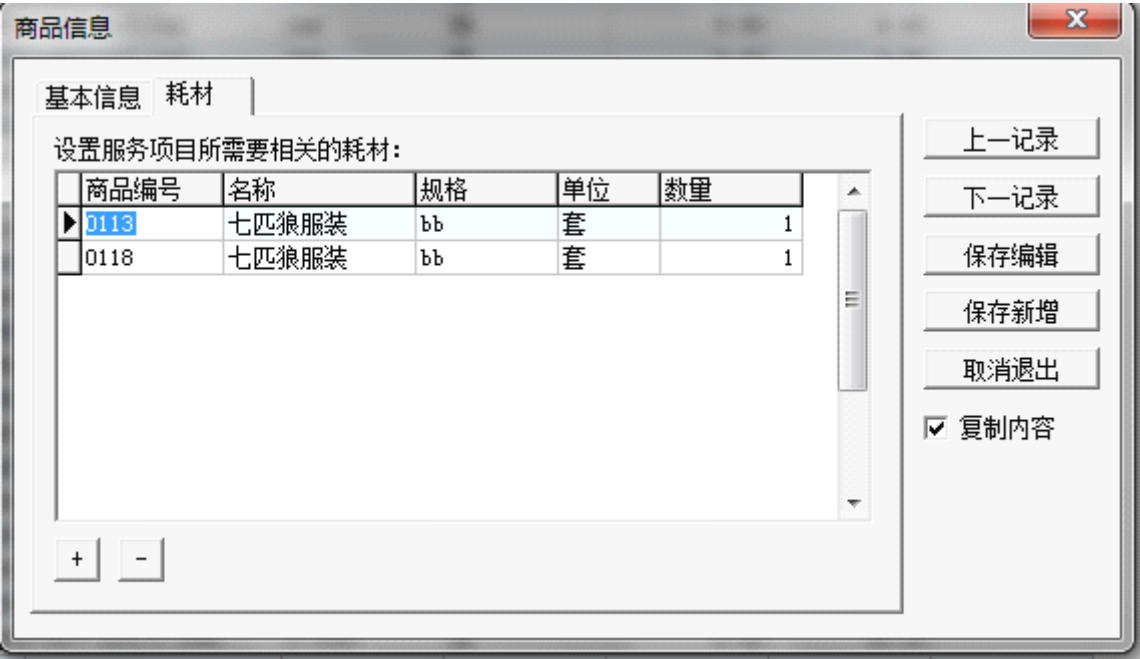 商品信息
基本信息 耗材
设置服务项目所需要相关的耗材：
商品编号 名称 规格 单位 数量
0113 七匹狼服装 bb 套 1
0118 七匹狼服装 bb 套 1
+ -
上一记录
下一记录
保存编辑
保存新增
取消退出
复制内容